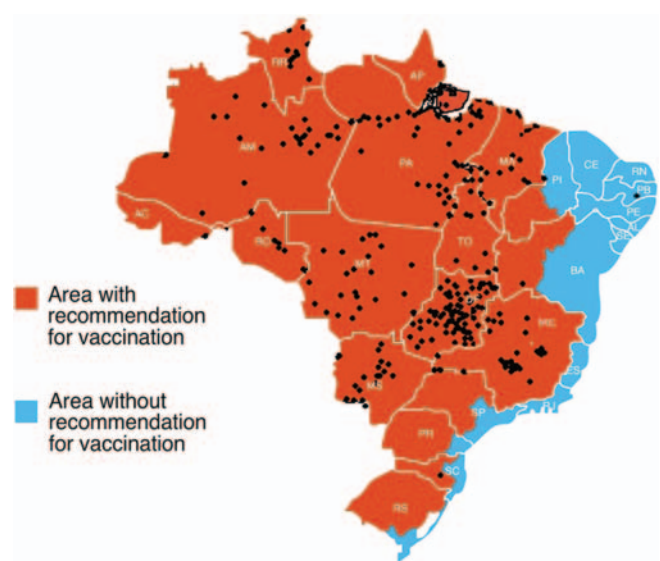 RR
AP
AM
PA
MA
CE
RN
PI
PB
PE
AL
SE
AC
RO
TO
MT
BA
MG
ES
MS
SP
RJ
PR
SC
RS
Area with
recommendation
for vaccination
Area without
recommendation
for vaccination